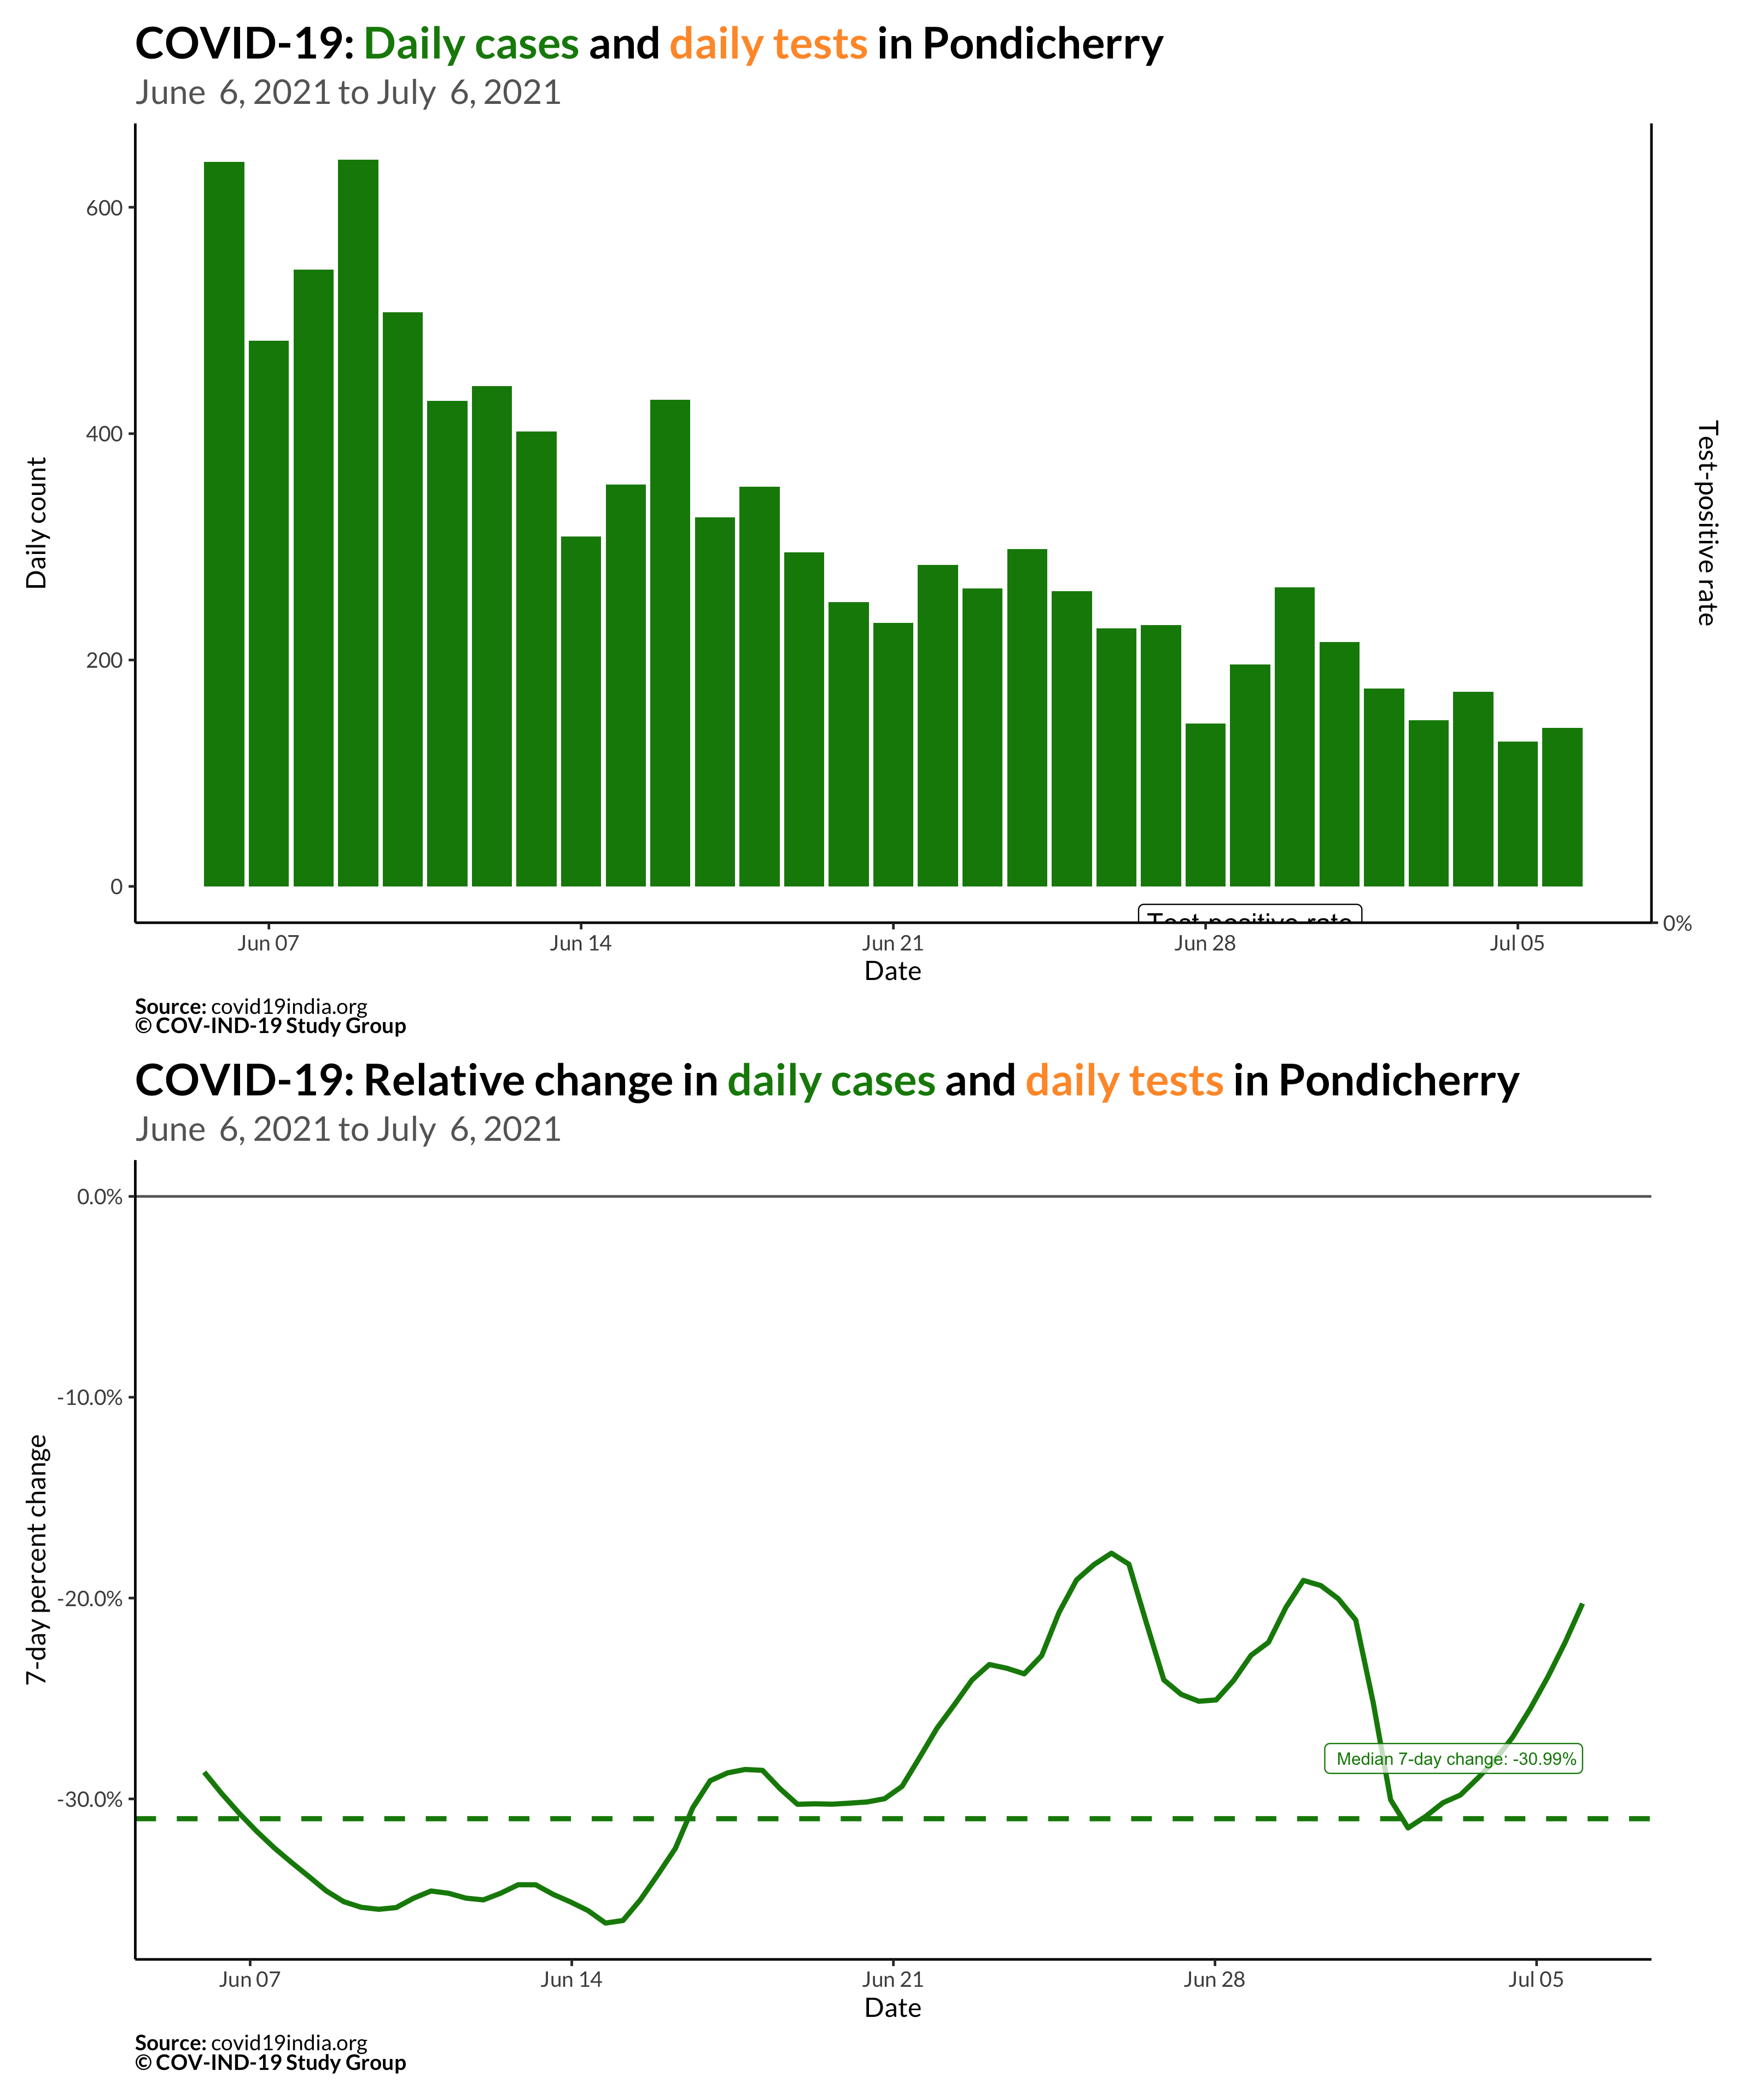 COVID-19: Daily cases and daily tests in Pondicherry
June 6, 2021 to July 6, 2021
600
400
200
0
Daily count
Test-positive rate
Test-positive rate
0%
Jun 07 Jun 14 Jun 21 Jun 28 Jul 05
Date
Source: covid19india.org
© COV-IND-19 Study Group
COVID-19: Relative change in daily cases and daily tests in Pondicherry
June 6, 2021 to July 6, 2021
0.0%
-10.0%
-20.0%
-30.0%
7-day percent change
Median 7-day change: -30.99%
Jun 07 Jun 14 Jun 21 Jun 28 Jul 05
Date
Source: covid19india.org
© COV-IND-19 Study Group